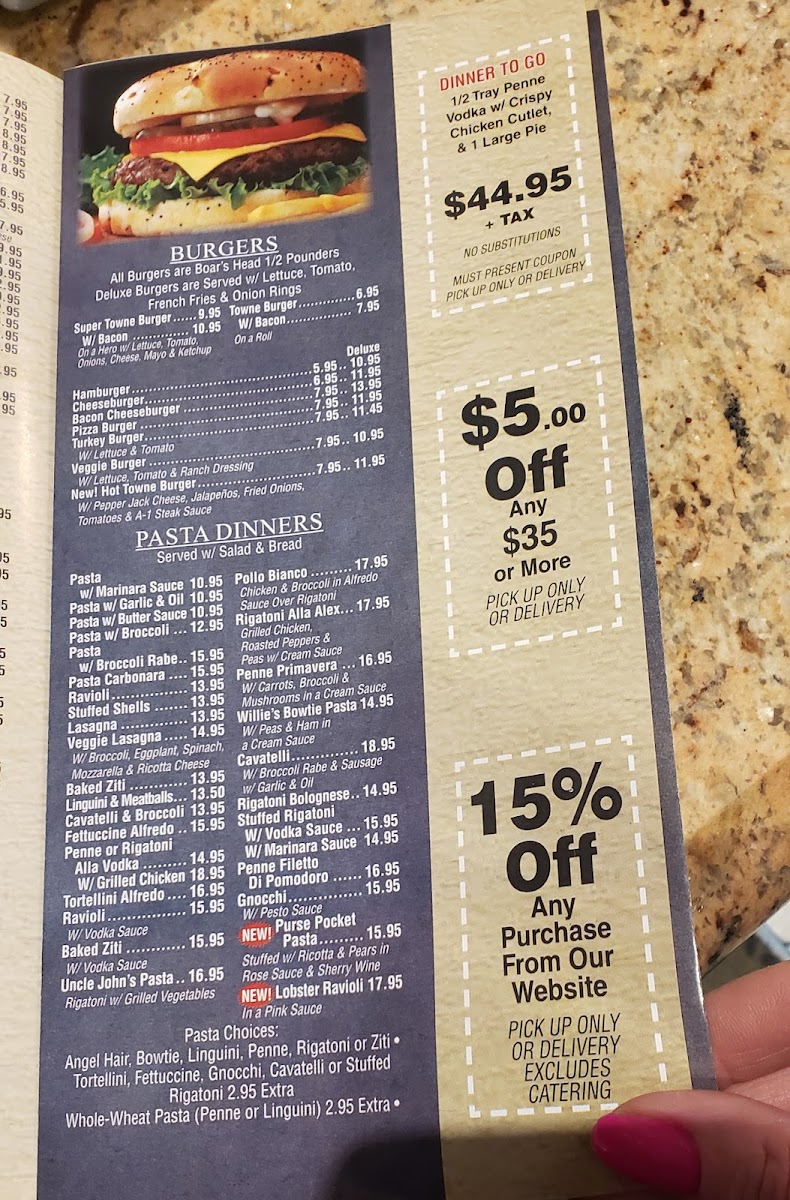 7.95
7.95
7.95
8.95
8.95
7.95
8.95
6.95
5.95
7.95
BURGERS
All Burgers are Boar's Head 1/2 Pounders
Deluxe Burgers are Served w/ Lettuce, Tomato,
French Fries & Onion Rings
Super Towne Burger......9.95
W/ Bacon .............. 10.95
On a Hero w/ Lettuce, Tomato,
Onions, Cheese, Mayo & Ketchup
Towne Burger..............6.95
W/ Bacon................ 7.95
On a Roll
Deluxe
Hamburger..........5.95.. 10.95
Cheeseburger..........6.95.. 11.95
Bacon Cheeseburger ..........7.95.. 13.95
Pizza Burger..........7.95.. 11.95
Turkey Burger..........7.95.. 11.45
W/ Lettuce & Tomato
Veggie Burger..........7.95.. 10.95
W/ Lettuce, Tomato & Ranch Dressing
New! Hot Towne Burger..........7.95.. 11.95
W/ Pepper Jack Cheese, Jalapeños, Fried Onions,
Tomatoes & A-1 Steak Sauce
PASTA DINNERS
Served w/ Salad & Bread
Pasta
w/ Marinara Sauce 10.95
Pasta w/ Garlic & Oil 10.95
Pasta w/ Butter Sauce 10.95
Pasta w/ Broccoli ... 12.95
Pasta
w/ Broccoli Rabe.. 15.95
Pasta Carbonara .... 15.95
Ravioli............... 13.95
Stuffed Shells ....... 13.95
Lasagna .............. 13.95
Veggie Lasagna ..... 14.95
W/ Broccoli, Eggplant, Spinach,
Mozzarella & Ricotta Cheese
Baked Ziti ........... 13.95
Linguini & Meatballs... 13.50
Cavatelli & Broccoli 13.95
Fettuccine Alfredo .. 15.95
Penne or Rigatoni
Alla Vodka ......... 14.95
W/ Grilled Chicken 18.95
Tortellini Alfredo .... 16.95
Ravioli............... 15.95
W/ Vodka Sauce
Baked Ziti ........... 15.95
W/ Vodka Sauce
Uncle John's Pasta.. 16.95
Rigatoni w/ Grilled Vegetables
Pollo Bianco ......... 17.95
Chicken & Broccoli in Alfredo
Sauce Over Rigatoni
Rigatoni Alla Alex... 17.95
Grilled Chicken,
Roasted Peppers &
Peas w/ Cream Sauce
Penne Primavera ... 16.95
W/ Carrots, Broccoli &
Mushrooms in a Cream Sauce
Willie's Bowtie Pasta 14.95
W/ Peas & Ham in
a Cream Sauce
Cavatelli.............. 18.95
W/ Broccoli Rabe & Sausage
w/ Garlic & Oil
Rigatoni Bolognese.. 14.95
Stuffed Rigatoni
W/ Vodka Sauce ... 15.95
W/ Marinara Sauce 14.95
Penne Filetto
Di Pomodoro ...... 16.95
Gnocchi............... 15.95
W/ Pesto Sauce
NEW! Purse Pocket
Pasta......... 15.95
Stuffed w/ Ricotta & Pears in
Rose Sauce & Sherry Wine
NEW! Lobster Ravioli 17.95
In a Pink Sauce
Pasta Choices:
Angel Hair, Bowtie, Linguini, Penne, Rigatoni or Ziti •
Tortellini, Fettuccine, Gnocchi, Cavatelli or Stuffed
Rigatoni 2.95 Extra
Whole-Wheat Pasta (Penne or Linguini) 2.95 Extra •
DINNER TO GO
1/2 Tray Penne
Vodka w/ Crispy
Chicken Cutlet,
& 1 Large Pie
$44.95
+ TAX
NO SUBSTITUTIONS
MUST PRESENT COUPON
PICK UP ONLY OR DELIVERY
$5.00
Off
Any
$35
or More
PICK UP ONLY
OR DELIVERY
15%
Off
Any
Purchase
From Our
Website
PICK UP ONLY
OR DELIVERY
EXCLUDES
CATERING